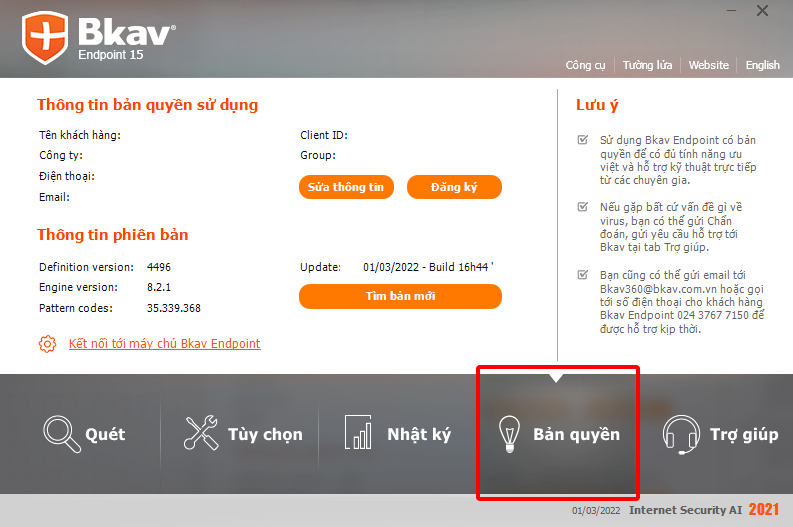 Bkav®
Endpoint 15
Công cụ
Tường lửa
Website
English
Thông tin bản quyền sử dụng
Tên khách hàng:
Công ty:
Điện thoại:
Email:
Client ID:
Group:
Sửa thông tin
Đăng ký
Thông tin phiên bản
Definition version: 4496
Engine version: 8.2.1
Pattern codes: 35.339.368
Update: 01/03/2022 - Build 16h44 '
Tìm bản mới
Kết nối tới máy chủ Bkav Endpoint
Lưu ý
Sử dụng Bkav Endpoint có bản
quyền để có đủ tính năng ưu
việt và hỗ trợ kỹ thuật trực tiếp
từ các chuyên gia.
Nếu gặp bất cứ vấn đề gì về
virus, bạn có thể gửi Chẩn
đoán, gửi yêu cầu hỗ trợ tới
Bkav tại tab Trợ giúp.
Bạn cũng có thể gửi email tới
Bkav360@bkav.com.vn hoặc gọi
tới số điện thoại cho khách hàng
Bkav Endpoint 024 3767 7150 để
được hỗ trợ kịp thời.
Quét
Tùy chọn
Nhật ký
Bản quyền
Trợ giúp
01/03/2022 Internet Security AI 2021